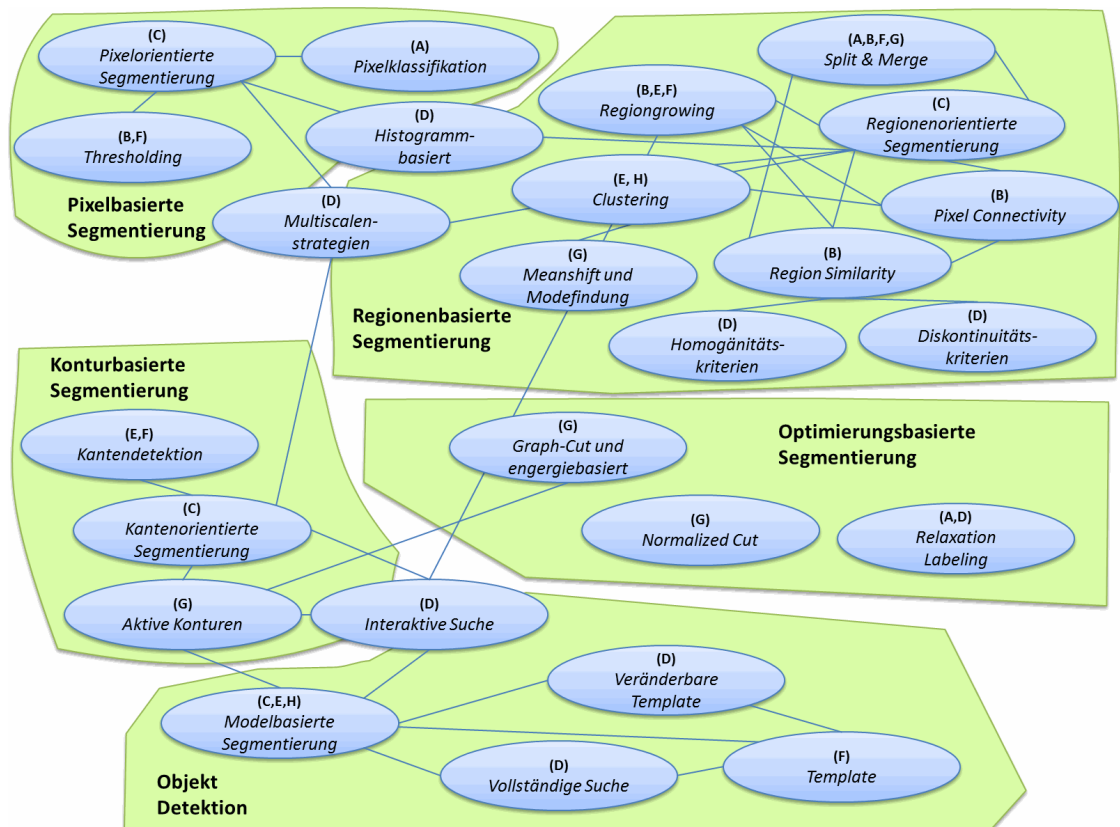 (C)
Pixelorientierte
Segmentierung
(A)
Pixelklassifikation
(B,F)
Thresholding
(D)
Histogramm-
basiert
Pixelbasierte
Segmentierung
(D)
Multiscalen-
strategien
(A,B,F,G)
Split & Merge
(B,E,F)
Regiongrowing
(C)
Regionenorientierte
Segmentierung
(E, H)
Clustering
(B)
Pixel Connectivity
(G)
Meanshift und
Modefindung
(B)
Region Similarity
Regionenbasierte
Segmentierung
(D)
Homogänitäts-
kriterien
(D)
Diskontinuitäts-
kriterien
Konturbasierte
Segmentierung
(E,F)
Kantendetektion
(C)
Kantenorientierte
Segmentierung
(G)
Aktive Konturen
(D)
Interaktive Suche
(G)
Graph-Cut und
engergiebasiert
Optimierungsbasierte
Segmentierung
(G)
Normalized Cut
(A,D)
Relaxation
Labeling
(C,E,H)
Modelbasierte
Segmentierung
(D)
Veränderbare
Template
(D)
Vollständige Suche
(F)
Template
Objekt
Detektion